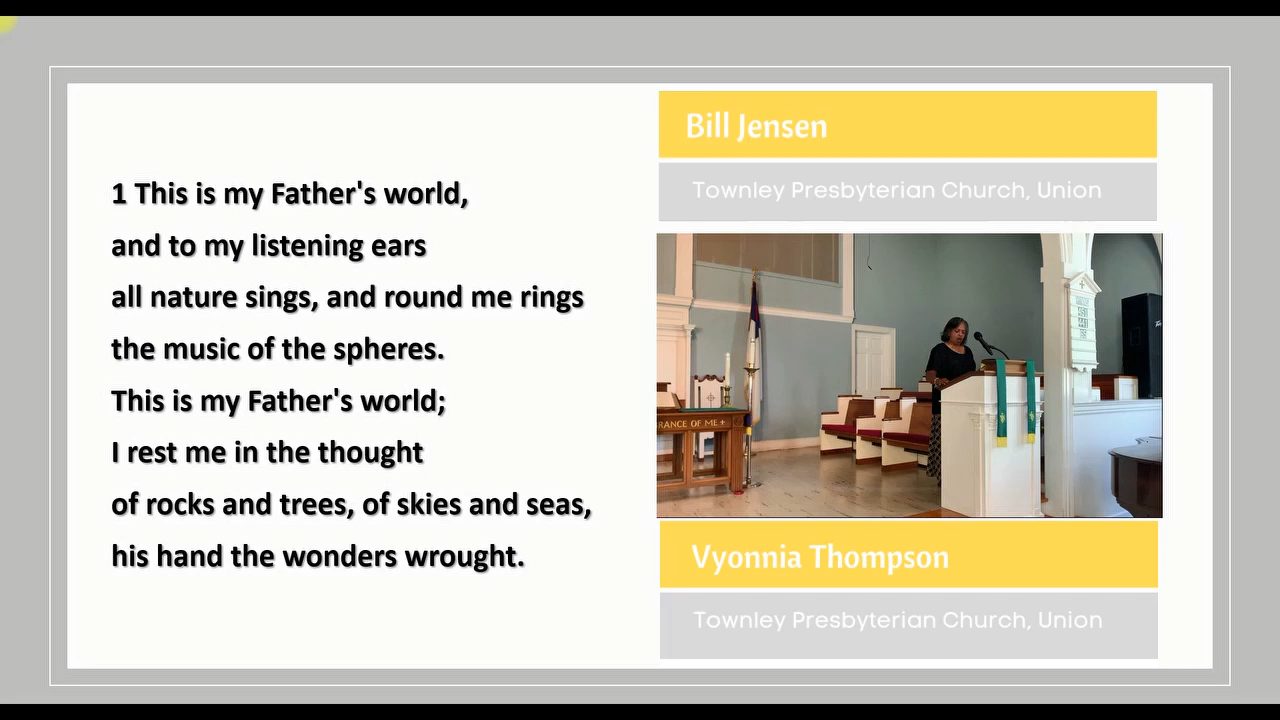 1 This is my Father's world,
and to my listening ears
all nature sings, and round me rings
the music of the spheres.
This is my Father's world;
I rest me in the thought
of rocks and trees, of skies and seas,
his hand the wonders wrought.
Bill Jensen
Townley Presbyterian Church, Union
RANCE OF ME +
Vyonnia Thompson
Townley Presbyterian Church, Union